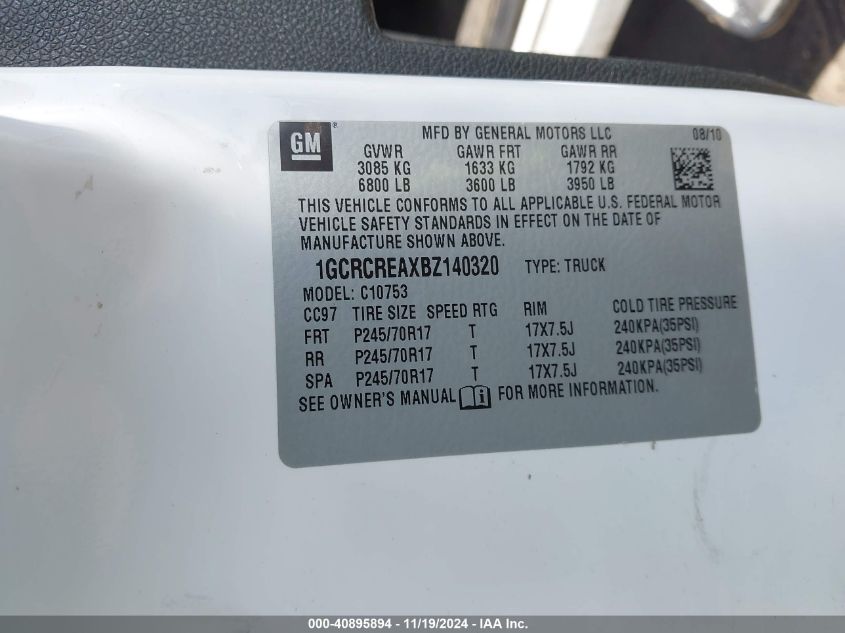 GM ®
MFD BY GENERAL MOTORS LLC 08/10
GVWR GAWR FRT GAWR RR
3085 KG 1633 KG 1792 KG
6800 LB 3600 LB 3950 LB
THIS VEHICLE CONFORMS TO ALL APPLICABLE U.S. FEDERAL MOTOR
VEHICLE SAFETY STANDARDS IN EFFECT ON THE DATE OF
MANUFACTURE SHOWN ABOVE.
1GCRCREAXBZ140320 TYPE: TRUCK
MODEL: C10753
CC97 TIRE SIZE SPEED RTG RIM COLD TIRE PRESSURE
FRT P245/70R17 T 17X7.5J 240KPA(35PSI)
RR P245/70R17 T 17X7.5J 240KPA(35PSI)
SPA P245/70R17 T 17X7.5J 240KPA(35PSI)
SEE OWNER'S MANUAL i FOR MORE INFORMATION.
000-40895894 - 11/19/2024 - IAA Inc.